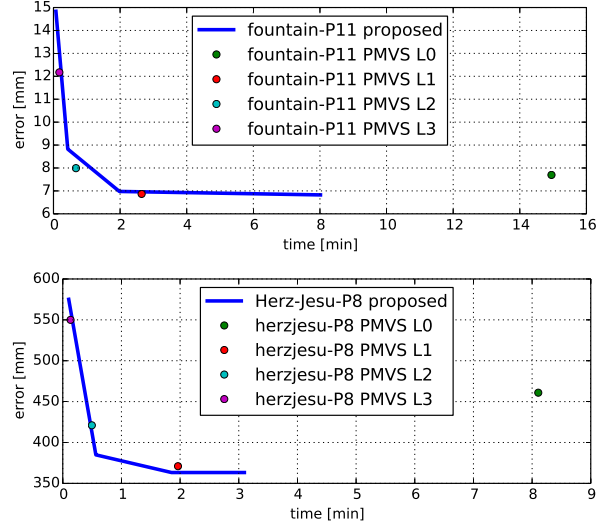 15
14
13
12
11
10
9
8
7
6
error [mm]
fountain-P11 proposed
fountain-P11 PMVS L0
fountain-P11 PMVS L1
fountain-P11 PMVS L2
fountain-P11 PMVS L3
0 2 4 6 8 10 12 14 16
time [min]
600
550
500
450
400
350
error [mm]
Herz-Jesu-P8 proposed
herzjesu-P8 PMVS L0
herzjesu-P8 PMVS L1
herzjesu-P8 PMVS L2
herzjesu-P8 PMVS L3
0 1 2 3 4 5 6 7 8 9
time [min]